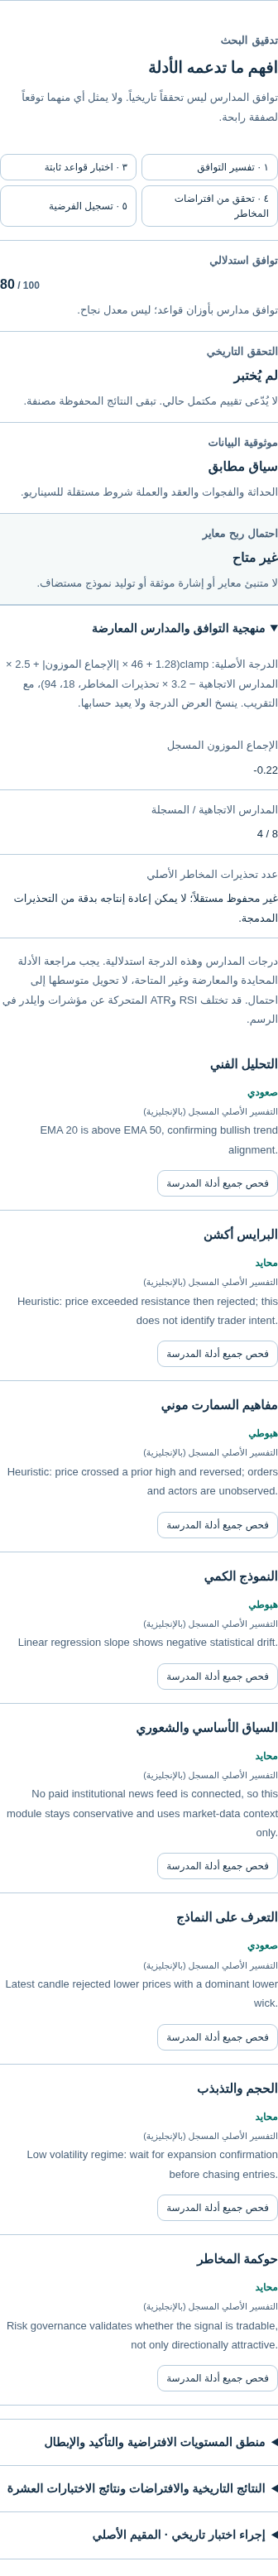 تدقيق البحث
افهم ما تدعمه الأدلة
توافق المدارس ليس تحققاً تاريخياً. ولا يمثل أي منهما توقعاً
لصفقة رابحة.
١ · تفسير التوافق
٣ · اختبار قواعد ثابتة
٤ · تحقق من افتراضات
المخاطر
٥ · تسجيل الفرضية
توافق استدلالي
80 / 100
توافق مدارس بأوزان قواعد؛ ليس معدل نجاح.
التحقق التاريخي
لم يُختبر
لا يُدّعى تقييم مكتمل حالي. تبقى النتائج المحفوظة مصنفة.
موثوقية البيانات
سياق مطابق
الحداثة والفجوات والعقد والعملة شروط مستقلة للسيناريو.
احتمال ربح معاير
غير متاح
لا متنبئ معاير أو إشارة موثقة أو توليد نموذج مستضاف.
منهجية التوافق والمدارس المعارضة
الدرجة الأصلية: clamp(46 + 1.28 × |الإجماع الموزون| + 2.5 ×
المدارس الاتجاهية − 3.2 × تحذيرات المخاطر، 18، 94)، مع
التقريب. ينسخ العرض الدرجة ولا يعيد حسابها.
الإجماع الموزون المسجل
-0.22
المدارس الاتجاهية / المسجلة
4 / 8
عدد تحذيرات المخاطر الأصلي
غير محفوظ مستقلاً؛ لا يمكن إعادة إنتاجه بدقة من التحذيرات
المدمجة.
درجات المدارس وهذه الدرجة استدلالية. يجب مراجعة الأدلة
المحايدة والمعارضة وغير المتاحة، لا تحويل متوسطها إلى
احتمال. قد تختلف RSI وATR المتحركة عن مؤشرات وايلدر في
الرسم.
التحليل الفني
صعودي
التفسير الأصلي المسجل (بالإنجليزية)
EMA 20 is above EMA 50, confirming bullish trend
alignment.
فحص جميع أدلة المدرسة
البرايس أكشن
محايد
التفسير الأصلي المسجل (بالإنجليزية)
Heuristic: price exceeded resistance then rejected; this
does not identify trader intent.
فحص جميع أدلة المدرسة
مفاهيم السمارت موني
هبوطي
التفسير الأصلي المسجل (بالإنجليزية)
Heuristic: price crossed a prior high and reversed; orders
and actors are unobserved.
فحص جميع أدلة المدرسة
النموذج الكمي
هبوطي
التفسير الأصلي المسجل (بالإنجليزية)
Linear regression slope shows negative statistical drift.
فحص جميع أدلة المدرسة
السياق الأساسي والشعوري
محايد
التفسير الأصلي المسجل (بالإنجليزية)
No paid institutional news feed is connected, so this
module stays conservative and uses market-data context
only.
فحص جميع أدلة المدرسة
التعرف على النماذج
صعودي
التفسير الأصلي المسجل (بالإنجليزية)
Latest candle rejected lower prices with a dominant lower
wick.
فحص جميع أدلة المدرسة
الحجم والتذبذب
محايد
التفسير الأصلي المسجل (بالإنجليزية)
Low volatility regime: wait for expansion confirmation
before chasing entries.
فحص جميع أدلة المدرسة
حوكمة المخاطر
محايد
التفسير الأصلي المسجل (بالإنجليزية)
Risk governance validates whether the signal is tradable,
not only directionally attractive.
فحص جميع أدلة المدرسة
منطق المستويات الافتراضية والتأكيد والإبطال
النتائج التاريخية والافتراضات ونتائج الاختبارات العشرة
إجراء اختبار تاريخي · المقيم الأصلي